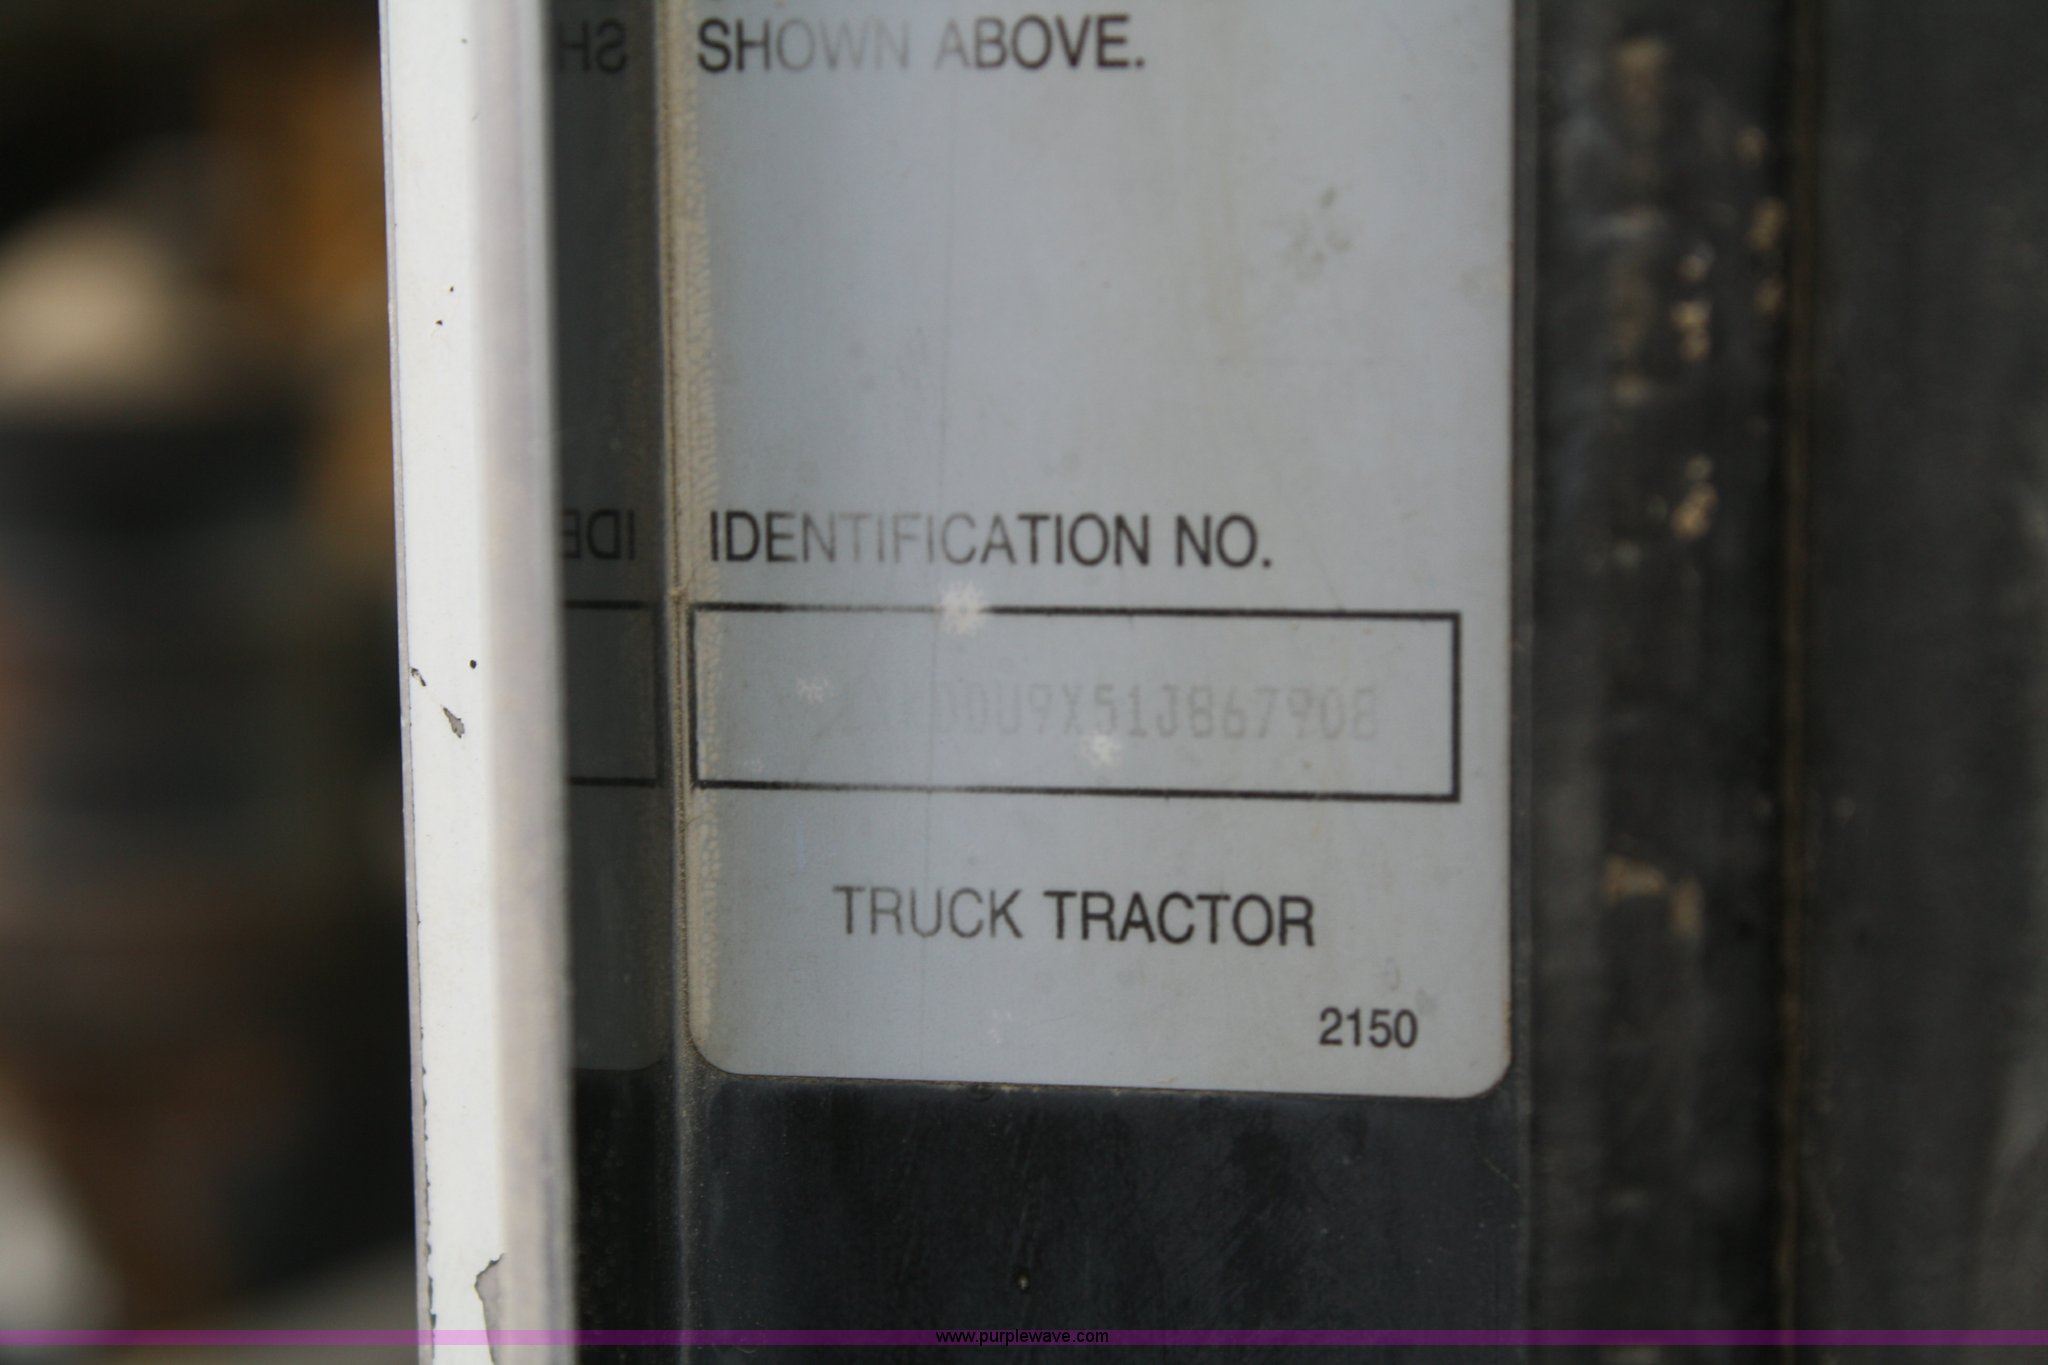 SHOWN ABOVE.
IDENTIFICATION NO.
TRUCK TRACTOR
2150
www.purplewave.com